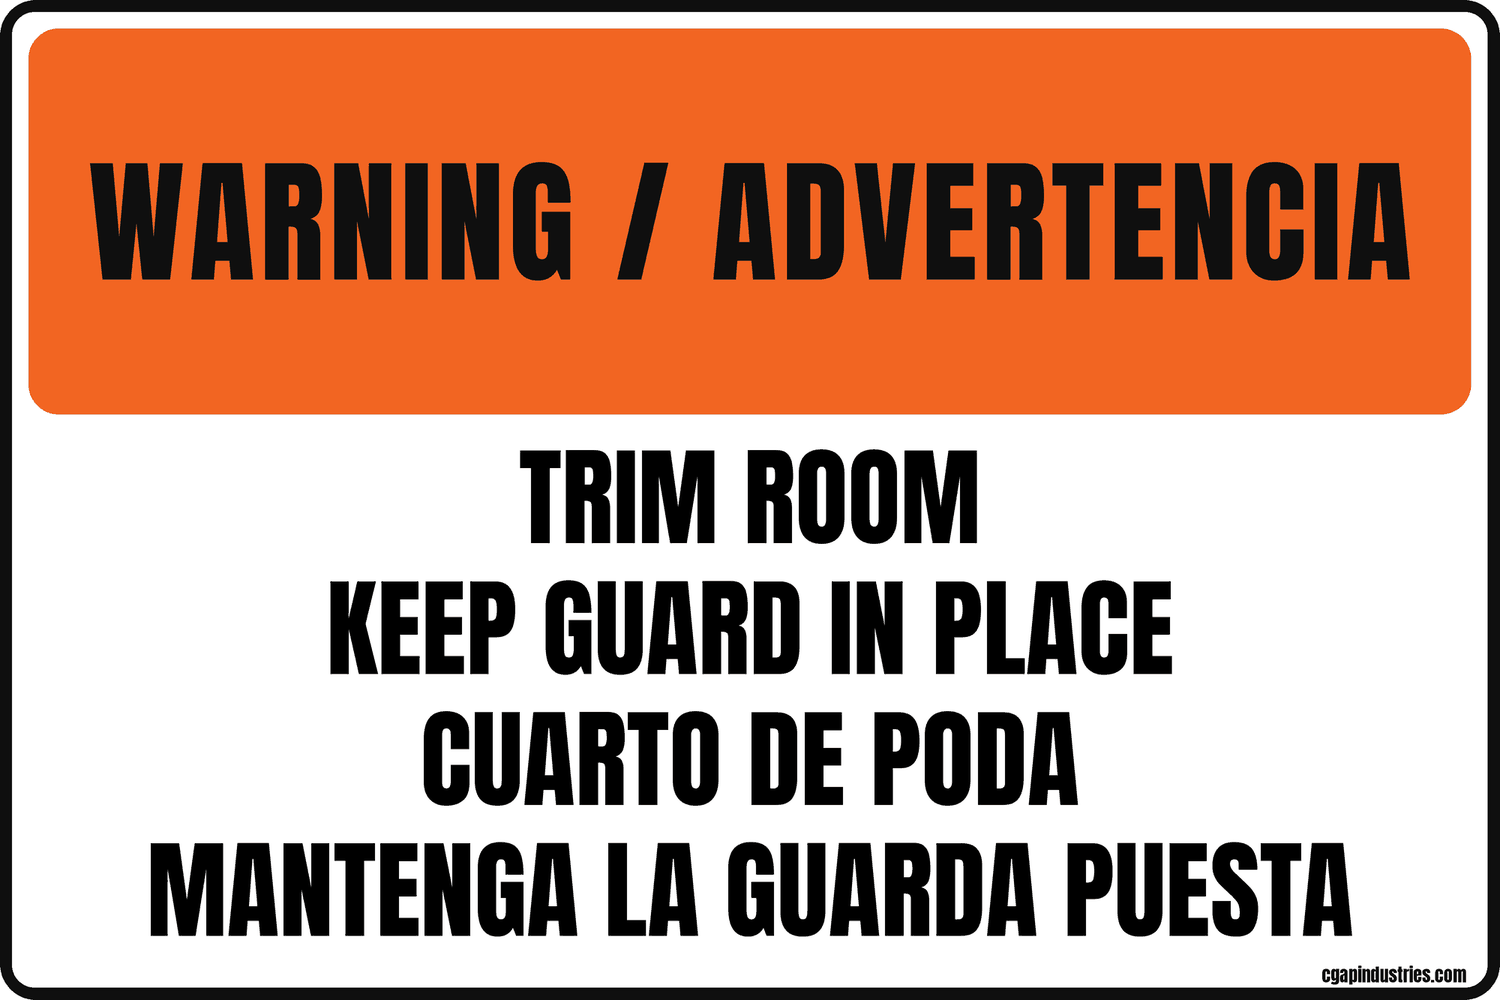 WARNING / ADVERTENCIA
TRIM ROOM
KEEP GUARD IN PLACE
CUARTO DE PODA
MANTENGA LA GUARDA PUESTA
cgapindustries.com